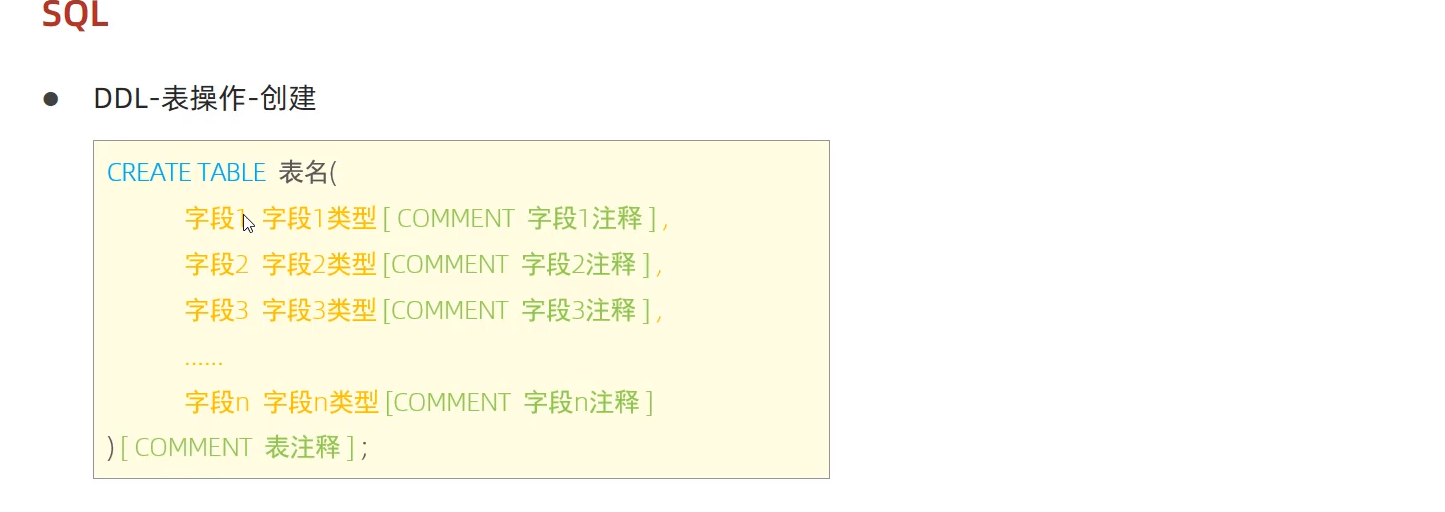 SQL
DDL-表操作-创建
CREATE TABLE 表名(
字段1 字段1类型[ COMMENT 字段1注释 ] ,
字段2 字段2类型[COMMENT 字段2注释 ] ,
字段3 字段3类型[COMMENT 字段3注释 ] ,
......
字段n 字段n类型[COMMENT 字段n注释 ]
) [ COMMENT 表注释 ] ;